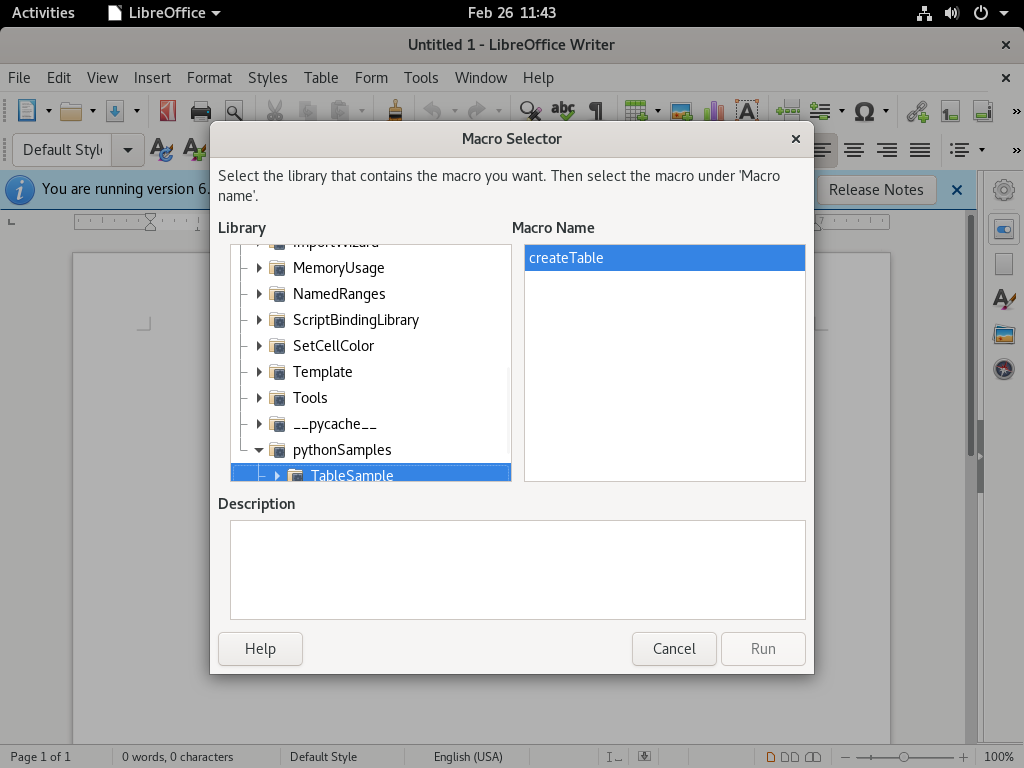 Activities
LibreOffice
Feb 26 11:43
Untitled 1 - LibreOffice Writer
File Edit View Insert Format Styles Table Form Tools Window Help
Default Styl
You are running version 6.
Release Notes
Macro Selector
Select the library that contains the macro you want. Then select the macro under 'Macro
name'.
Library
Macro Name
ImportWizard
MemoryUsage
NamedRanges
ScriptBindingLibrary
SetCellColor
Template
Tools
__pycache__
pythonSamples
TableSample
createTable
Description
Help
Cancel
Run
Page 1 of 1
0 words, 0 characters
Default Style
English (USA)
100%